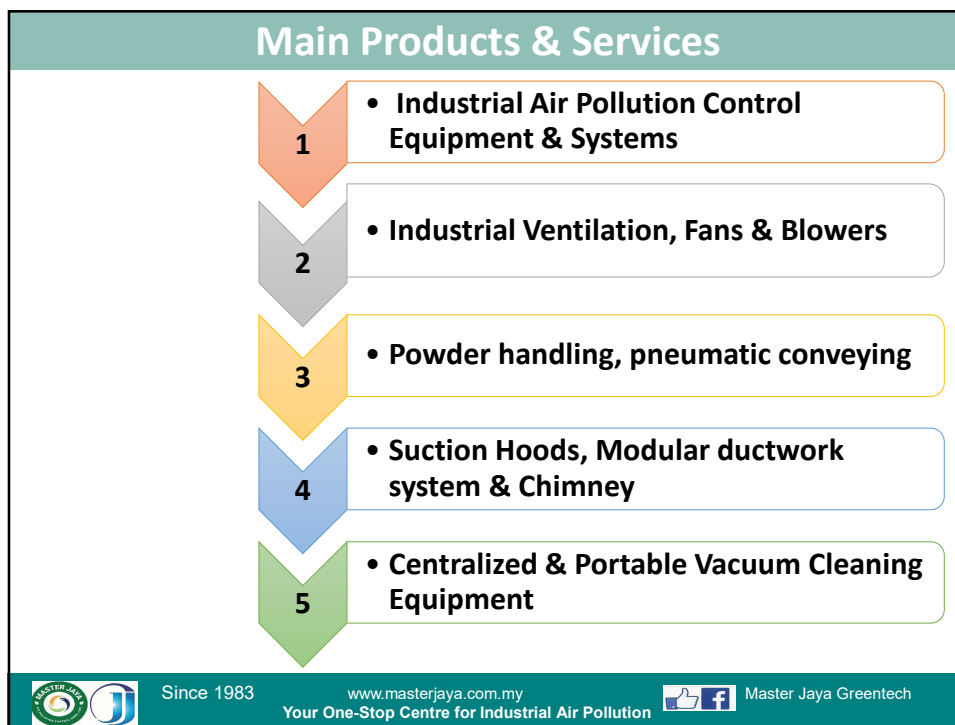 Main Products & Services
1
• Industrial Air Pollution Control
Equipment & Systems
2
• Industrial Ventilation, Fans & Blowers
3
• Powder handling, pneumatic conveying
4
• Suction Hoods, Modular ductwork
system & Chimney
5
• Centralized & Portable Vacuum Cleaning
Equipment
MASTER JAYA
Since 1983
www.masterjaya.com.my
Your One-Stop Centre for Industrial Air Pollution
f
Master Jaya Greentech